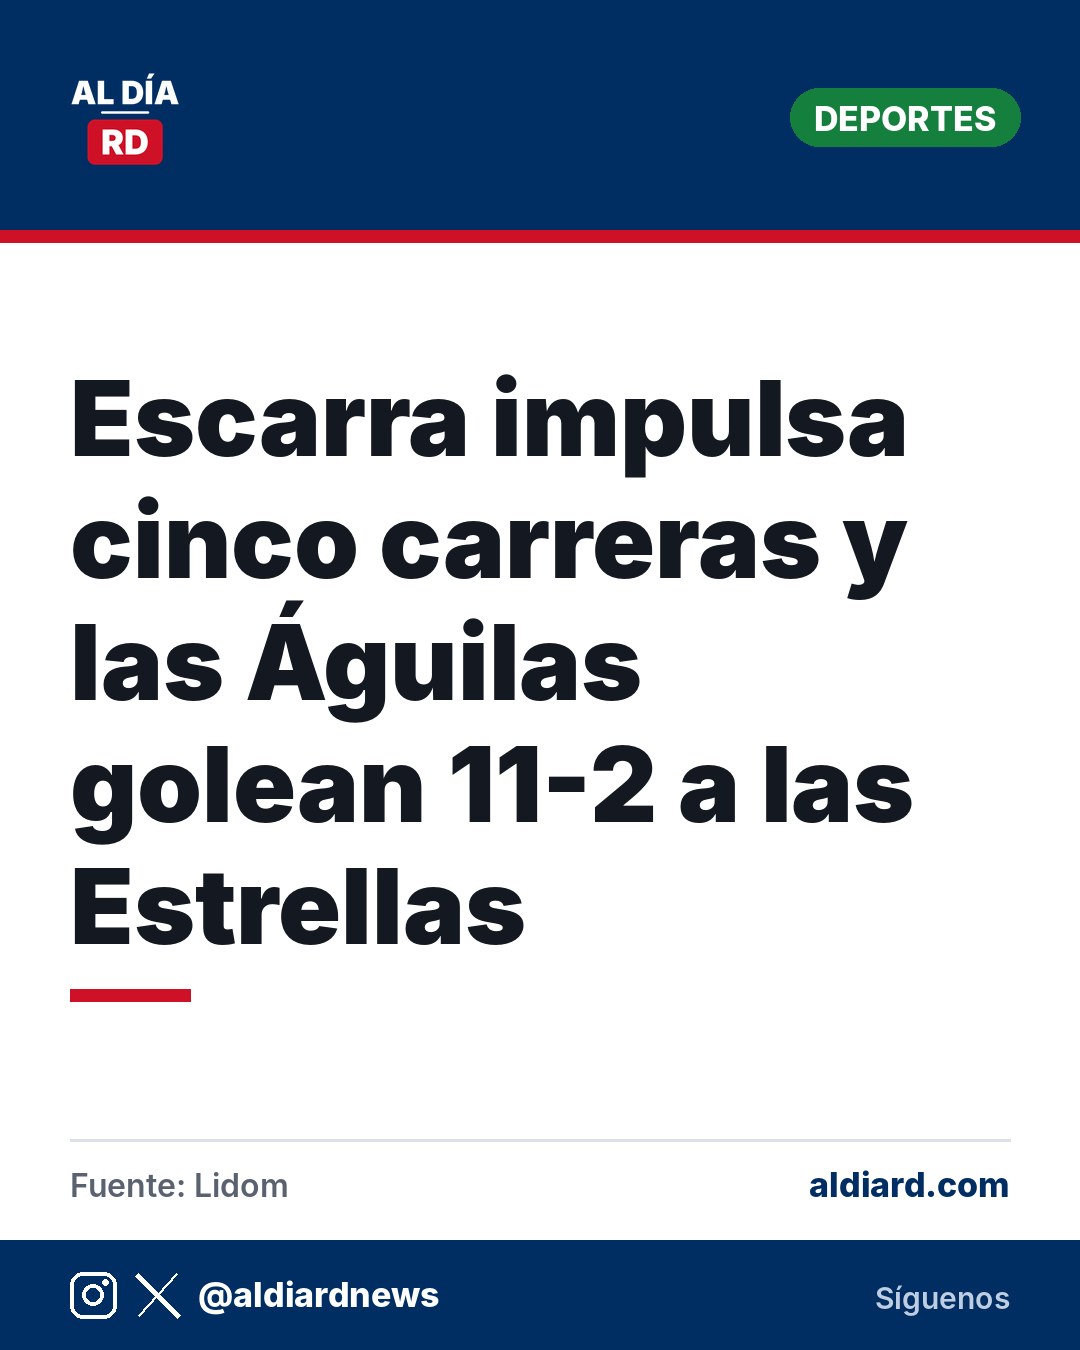 AL DÍA
RD
DEPORTES
Escarra impulsa
cinco carreras y
las Águilas
golean 11-2 a las
Estrellas
Fuente: Lidom
aldiard.com
@aldiardnews
Síguenos